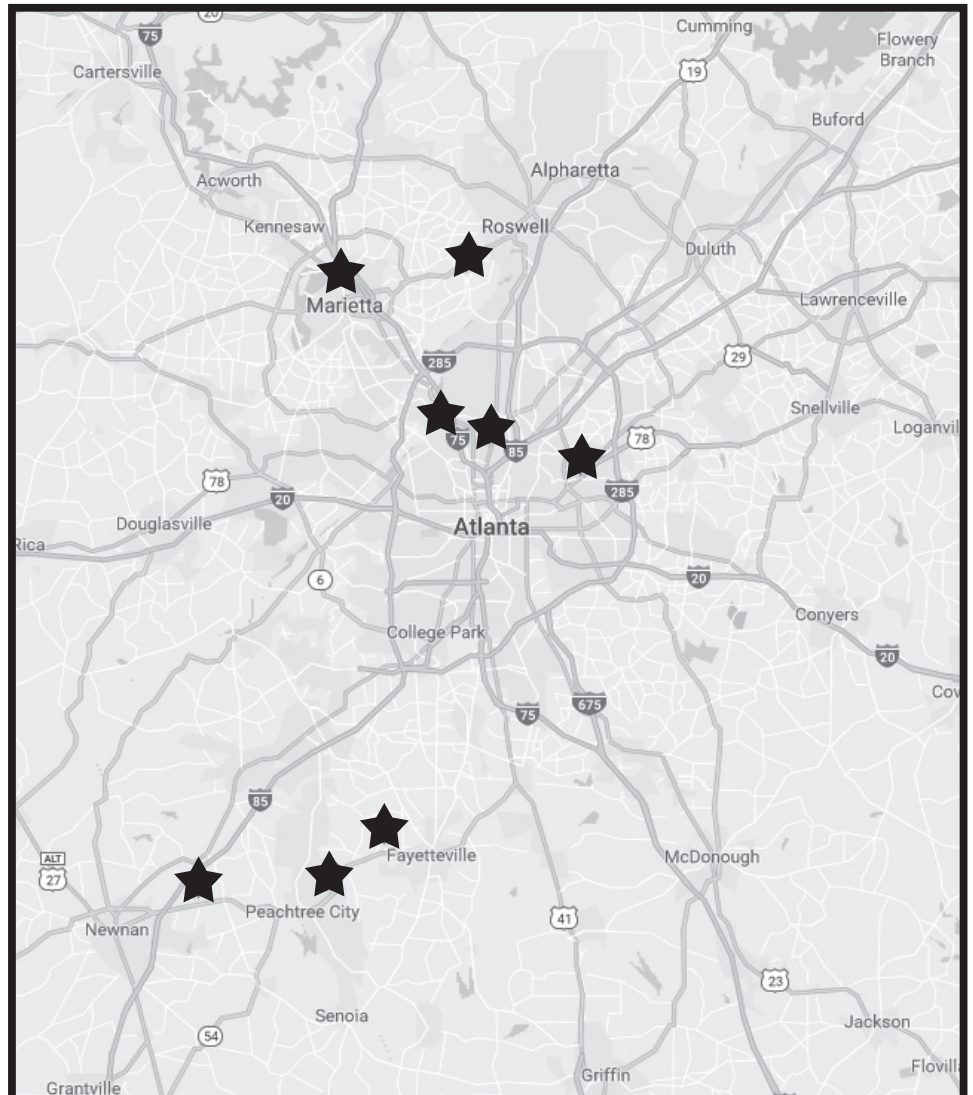 20
Cumming
75
Flowery
Branch
19
Cartersville
Buford
Alpharetta
Acworth
Kennesaw
Roswell
Duluth
Marietta
Lawrenceville
285
29
Snellville
Loganvil
75
78
85
78
285
20
Douglasville
Atlanta
Rica
6
20
Conyers
College Park
20
Cov
675
75
85
Fayetteville
McDonough
ALT
27
Peachtree City
41
Newnan
23
Senoia
Jackson
54
Flovill
Griffin
Grantville